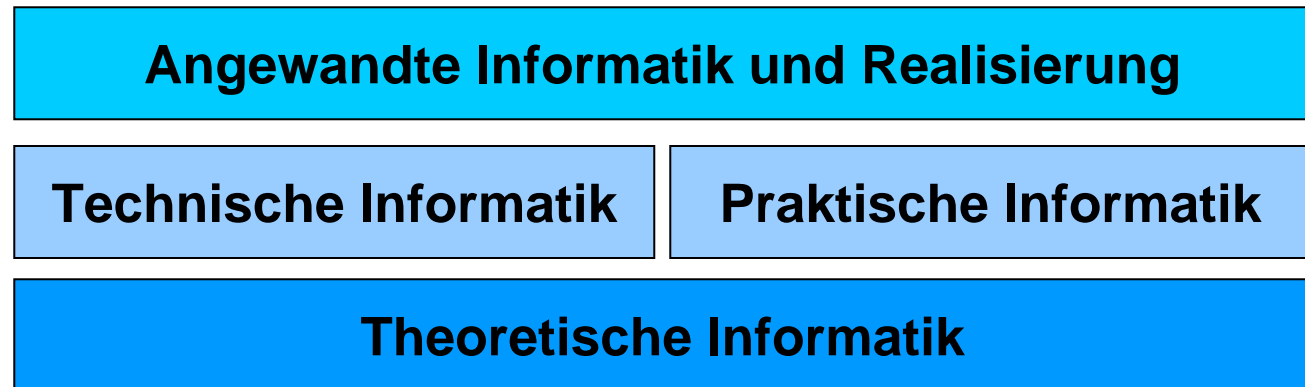 Angewandte Informatik und Realisierung
Technische Informatik
Praktische Informatik
Theoretische Informatik